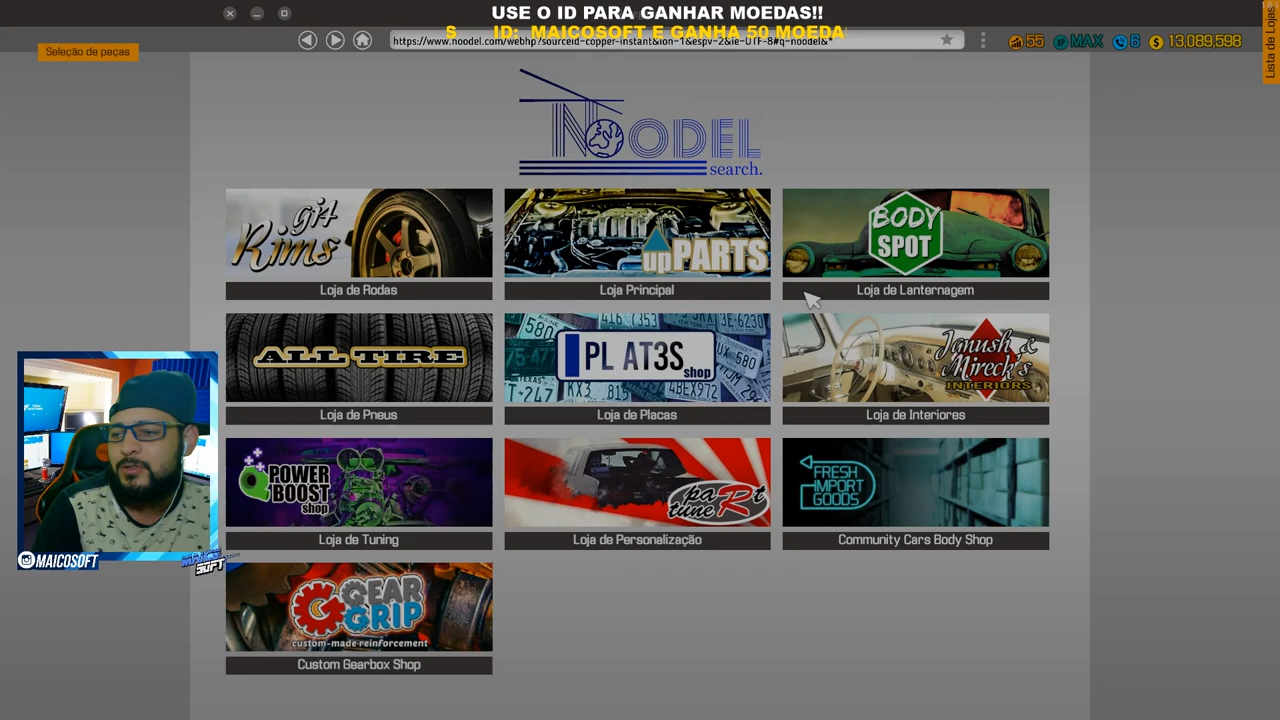 USE O ID PARA GANHAR MOEDAS!!
S ID: MAICOSOFT E GANHA 50 MOEDA
https://www.noodel.com/webhp?sourceid=copper-instant&ion=1&espv=2&ie=UTF-8#q=noodel&*
Seleção de peças
55 MAX 6 13,089,598
Lista de Lojas
NOODEL
search.
gj4
Rims
Loja de Rodas
upPARTS
Loja Principal
BODY
SPOT
Loja de Lanternagem
ALL TIRE
Loja de Pneus
PL AT3S
shop
Loja de Placas
Janush &
Mireck's
INTERIORS
Loja de Interiores
POWER
BOOST
shop
Loja de Tuning
paRt
tune
Loja de Personalização
FRESH
IMPORT
GOODS
Community Cars Body Shop
GEAR
GRIP
custom-made reinforcement
Custom Gearbox Shop
MAICOSOFT